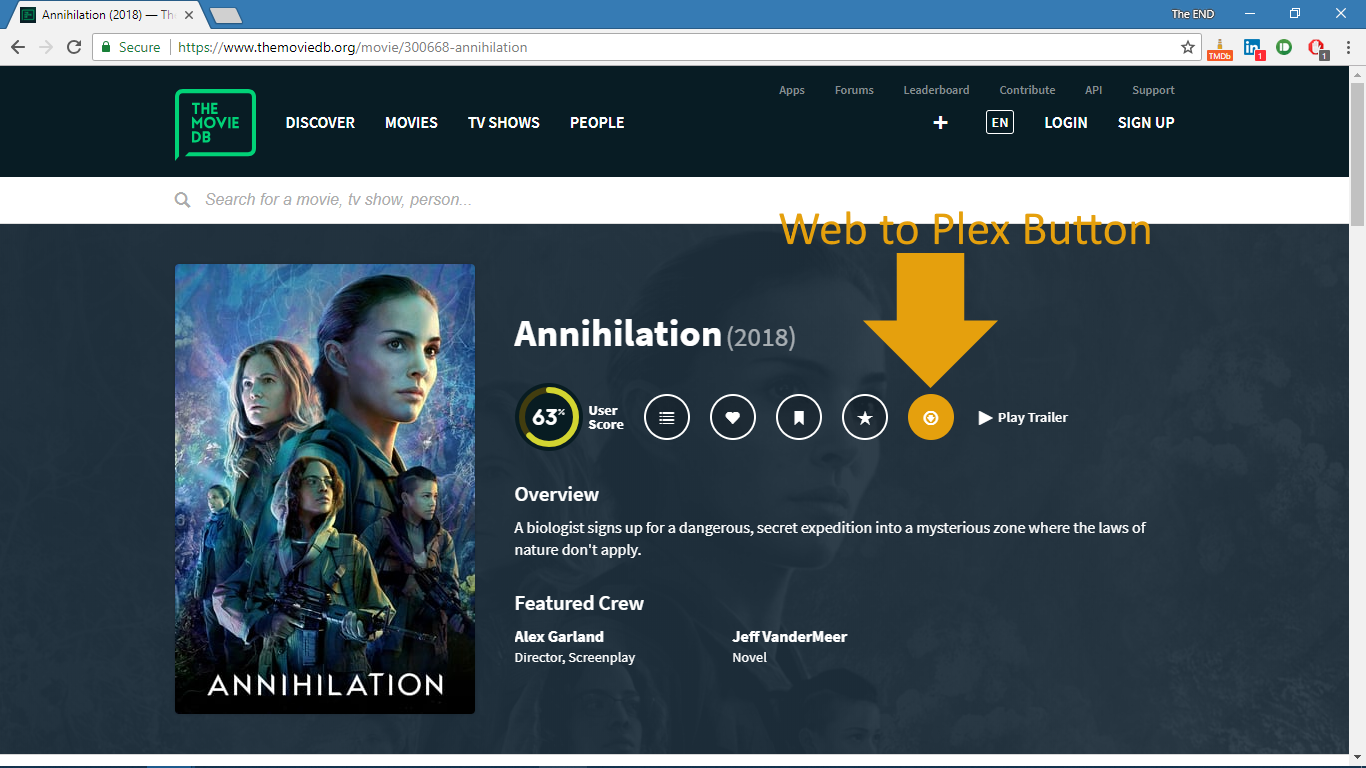 Annihilation (2018) — Th
The END
Secure
https://www.themoviedb.org/movie/300668-annihilation
TMDb
in
1
1
Apps
Forums
Leaderboard
Contribute
API
Support
THE
MOVIE
DB
DISCOVER
MOVIES
TV SHOWS
PEOPLE
+
EN
LOGIN
SIGN UP
Search for a movie, tv show, person...
Web to Plex Button
Annihilation (2018)
63%
User
Score
Play Trailer
Overview
A biologist signs up for a dangerous, secret expedition into a mysterious zone where the laws of
nature don't apply.
Featured Crew
Alex Garland
Director, Screenplay
Jeff VanderMeer
Novel
ANNIHILATION